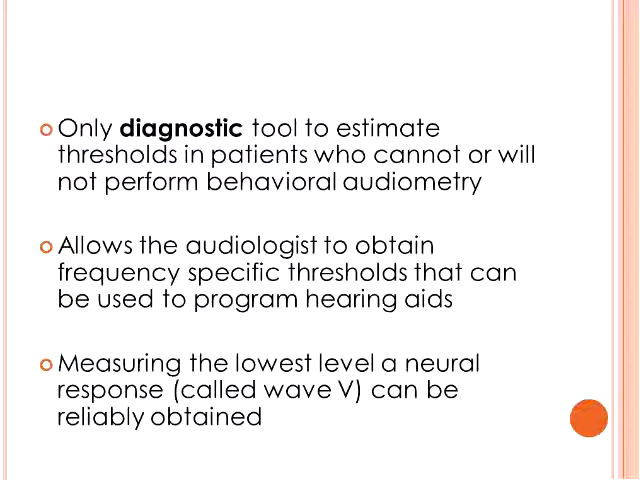 Only diagnostic tool to estimate
thresholds in patients who cannot or will
not perform behavioral audiometry
Allows the audiologist to obtain
frequency specific thresholds that can
be used to program hearing aids
Measuring the lowest level a neural
response (called wave V) can be
reliably obtained